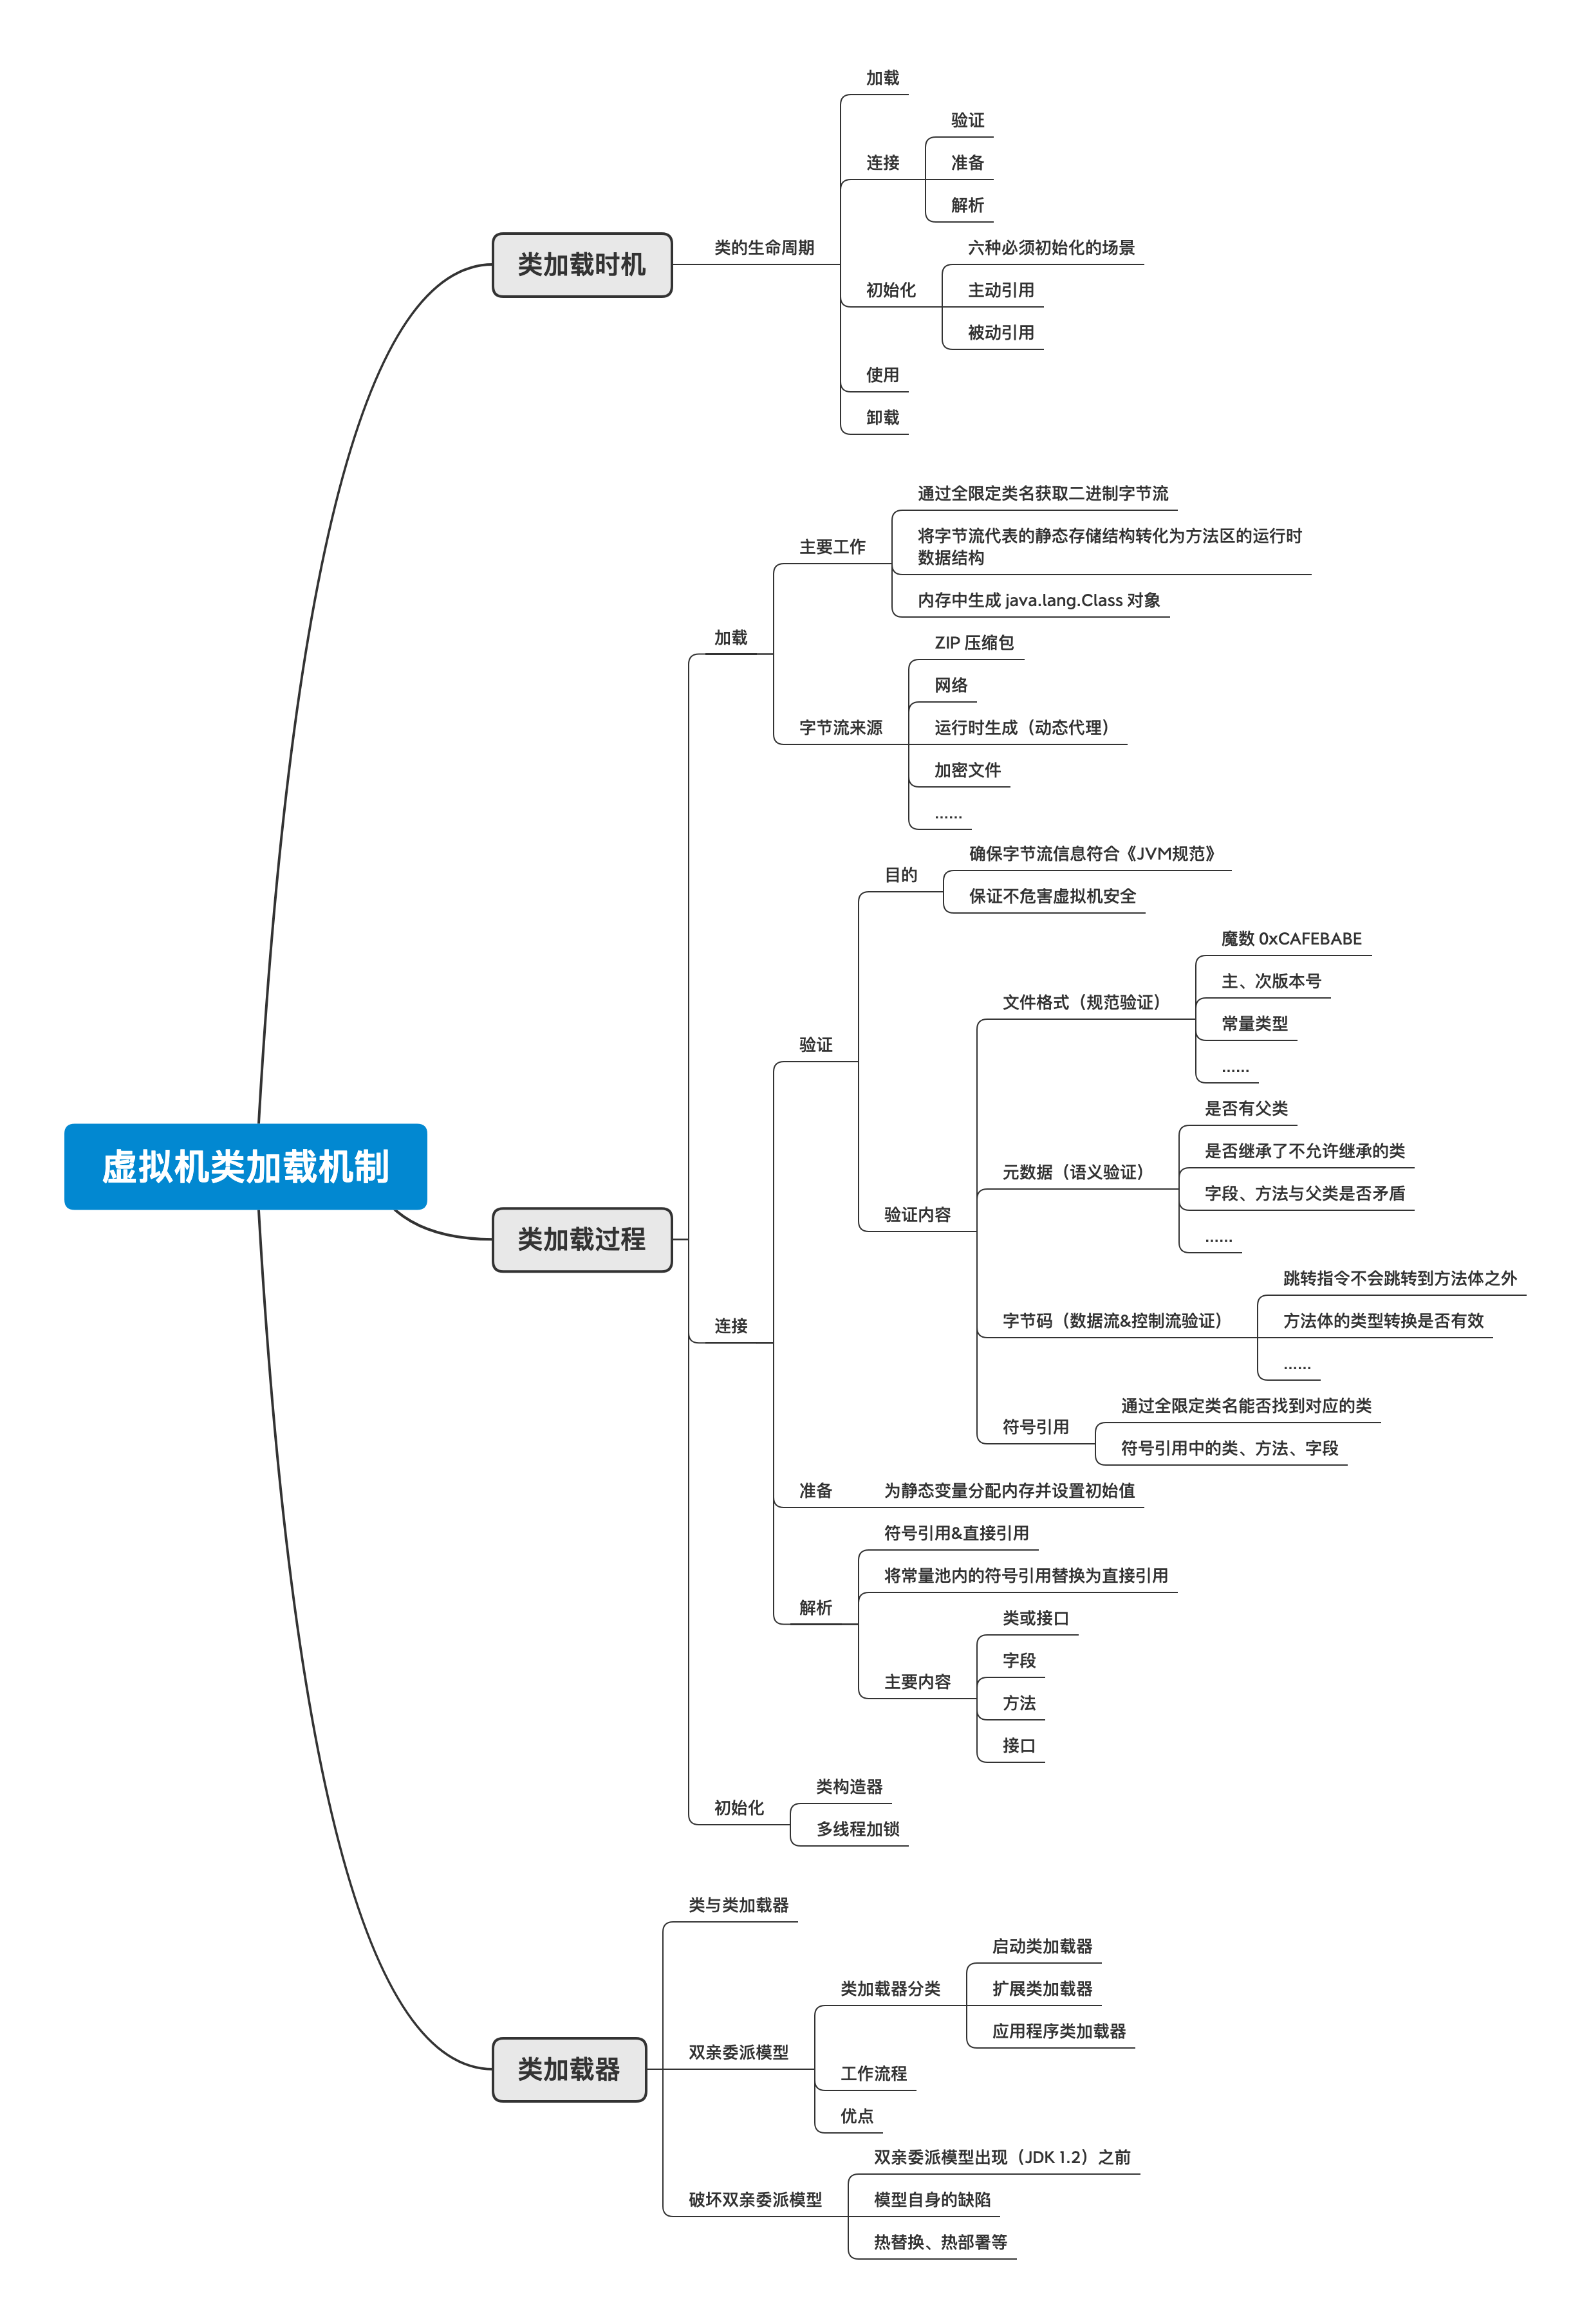 虚拟机类加载机制
类加载时机
类的生命周期
加载
连接
验证
准备
解析
初始化
六种必须初始化的场景
主动引用
被动引用
使用
卸载
类加载过程
加载
主要工作
通过全限定类名获取二进制字节流
将字节流代表的静态存储结构转化为方法区的运行时
数据结构
内存中生成 java.lang.Class 对象
字节流来源
ZIP 压缩包
网络
运行时生成（动态代理）
加密文件
......
连接
验证
目的
确保字节流信息符合《JVM规范》
保证不危害虚拟机安全
验证内容
文件格式（规范验证）
魔数 0xCAFEBABE
主、次版本号
常量类型
......
元数据（语义验证）
是否有父类
是否继承了不允许继承的类
字段、方法与父类是否矛盾
......
字节码（数据流&控制流验证）
跳转指令不会跳转到方法体之外
方法体的类型转换是否有效
......
符号引用
通过全限定类名能否找到对应的类
符号引用中的类、方法、字段
准备
为静态变量分配内存并设置初始值
解析
符号引用&直接引用
将常量池内的符号引用替换为直接引用
主要内容
类或接口
字段
方法
接口
初始化
类构造器
多线程加锁
类加载器
类与类加载器
双亲委派模型
类加载器分类
启动类加载器
扩展类加载器
应用程序类加载器
工作流程
优点
破坏双亲委派模型
双亲委派模型出现（JDK 1.2）之前
模型自身的缺陷
热替换、热部署等